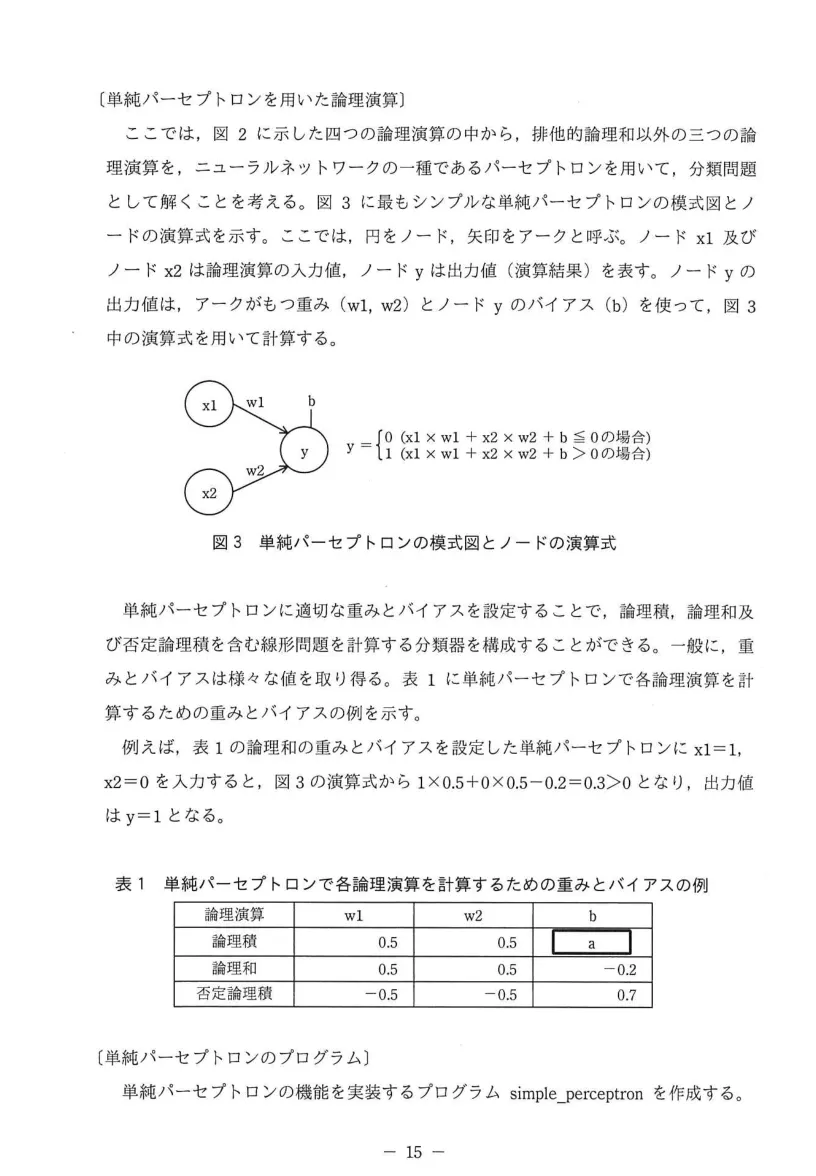 〔単純パーセプトロンを用いた論理演算〕
ここでは，図 2 に示した四つの論理演算の中から，排他的論理和以外の三つの論
理演算を，ニューラルネットワークの一種であるパーセプトロンを用いて，分類問題
として解くことを考える。図 3 に最もシンプルな単純パーセプトロンの模式図とノ
ードの演算式を示す。ここでは，円をノード，矢印をアークと呼ぶ。ノード x1 及び
ノード x2 は論理演算の入力値，ノード y は出力値（演算結果）を表す。ノード y の
出力値は，アークがもつ重み（w1, w2）とノード y のバイアス（b）を使って，図 3
中の演算式を用いて計算する。
x1 w1 b
y
w2
x2
y = { 0 (x1 × w1 + x2 × w2 + b ≦ 0の場合)
1 (x1 × w1 + x2 × w2 + b ＞ 0の場合)
図 3 単純パーセプトロンの模式図とノードの演算式
単純パーセプトロンに適切な重みとバイアスを設定することで，論理積，論理和及
び否定論理積を含む線形問題を計算する分類器を構成することができる。一般に，重
みとバイアスは様々な値を取り得る。表 1 に単純パーセプトロンで各論理演算を計
算するための重みとバイアスの例を示す。
例えば，表 1 の論理和の重みとバイアスを設定した単純パーセプトロンに x1＝1，
x2＝0 を入力すると，図 3 の演算式から 1×0.5＋0×0.5－0.2＝0.3＞0 となり，出力値
は y＝1 となる。
表 1 単純パーセプトロンで各論理演算を計算するための重みとバイアスの例
論理演算 w1 w2 b
論理積 0.5 0.5 a
論理和 0.5 0.5 －0.2
否定論理積 －0.5 －0.5 0.7
〔単純パーセプトロンのプログラム〕
単純パーセプトロンの機能を実装するプログラム simple_perceptron を作成する。
－ 15 －